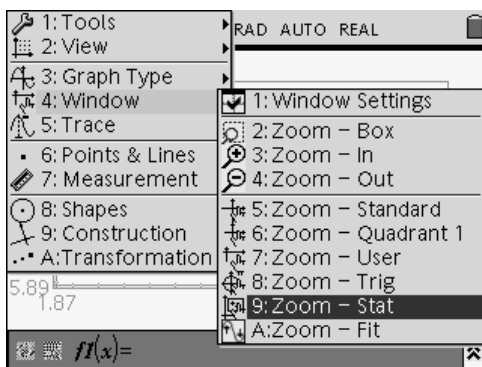 1: Tools
RAD AUTO REAL
2: View
3: Graph Type
4: Window
5: Trace
6: Points & Lines
7: Measurement
8: Shapes
9: Construction
A:Transformation
1: Window Settings
2: Zoom – Box
3: Zoom – In
4: Zoom – Out
5: Zoom – Standard
6: Zoom – Quadrant 1
7: Zoom – User
8: Zoom – Trig
9: Zoom – Stat
A:Zoom – Fit
5.89
1.87
f1(x)=